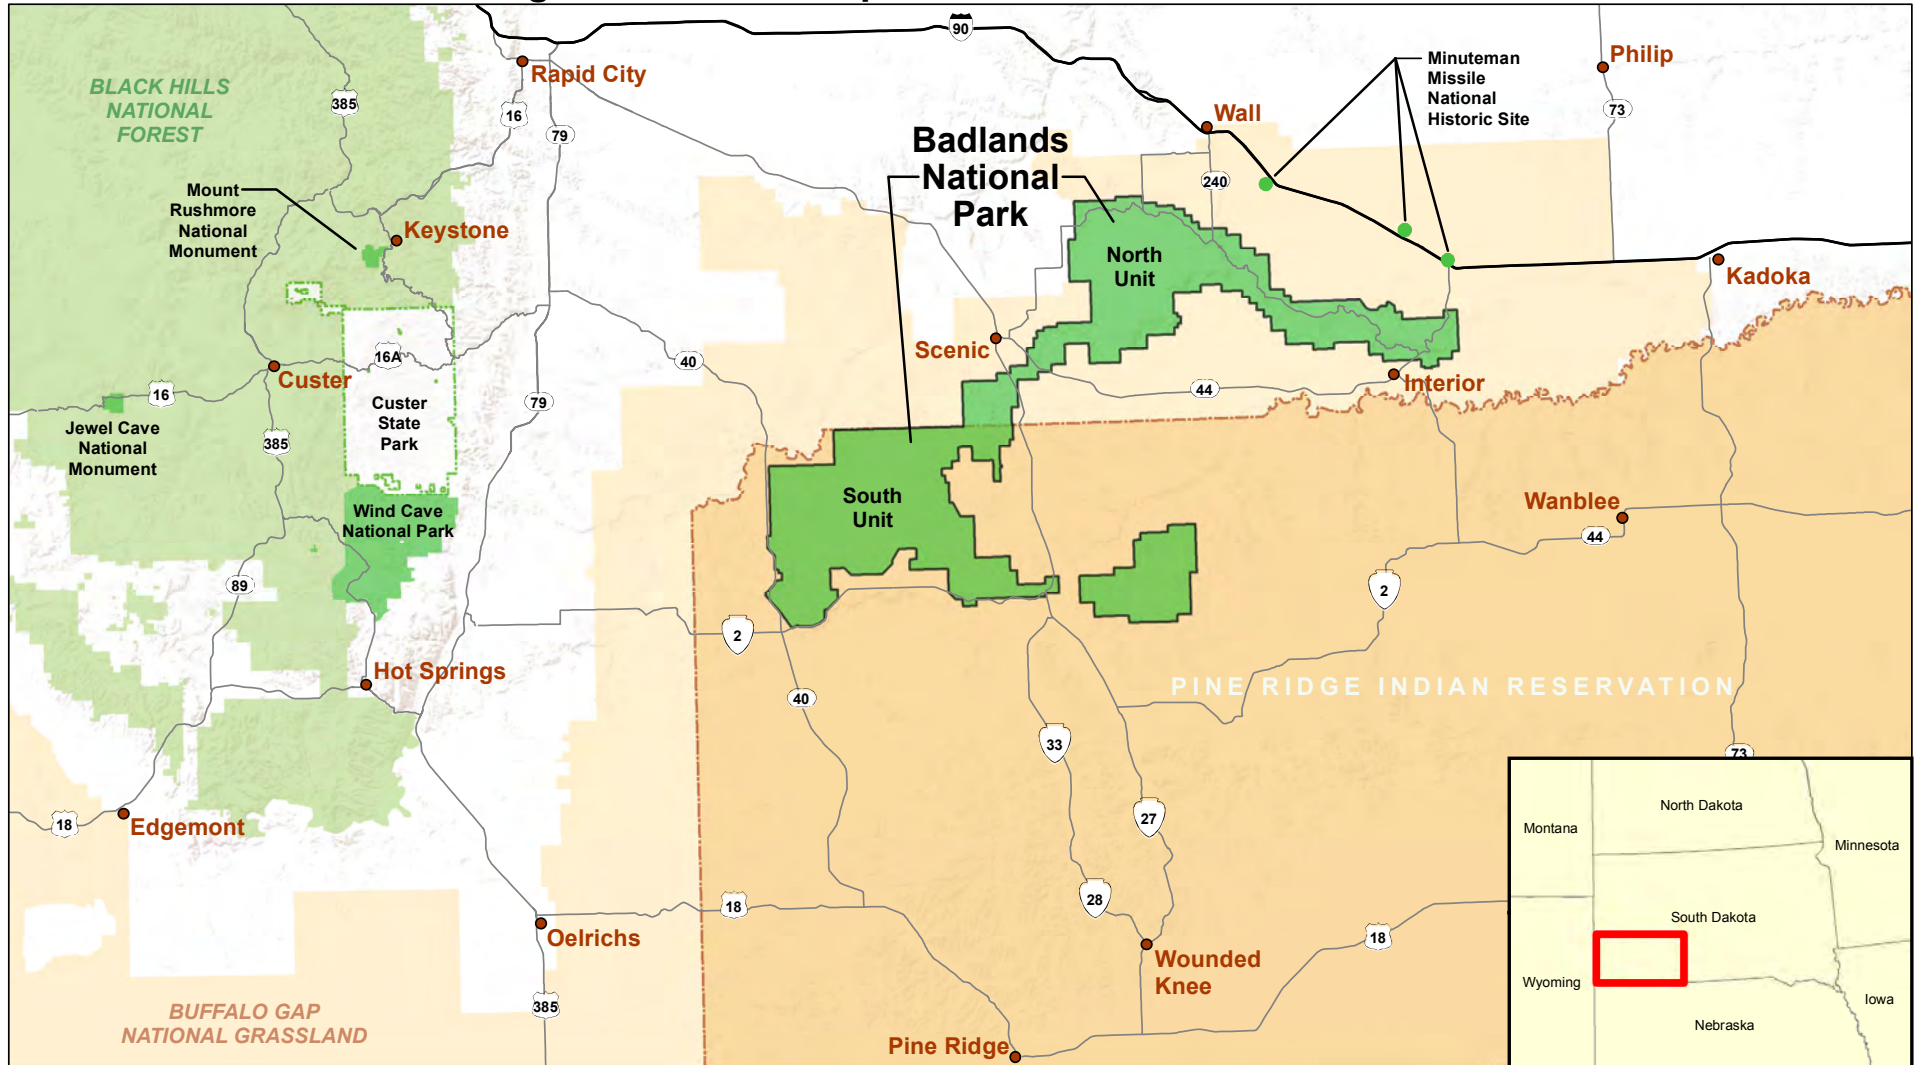 90
Philip
Rapid City
BLACK HILLS
NATIONAL
FOREST
385
16
79
Wall
Minuteman
Missile
National
Historic Site
73
Badlands
National
Park
240
Mount
Rushmore
National
Monument
Keystone
North
Unit
Kadoka
Scenic
16A
40
Custer
Interior
44
16
79
Custer
State
Park
Jewel Cave
National
Monument
385
South
Unit
Wanblee
44
Wind Cave
National Park
89
2
2
Hot Springs
PINE RIDGE INDIAN RESERVATION
40
33
73
18
Edgemont
27
North Dakota
Montana
Minnesota
28
18
South Dakota
Oelrichs
18
Wounded
Knee
Wyoming
Iowa
385
Nebraska
BUFFALO GAP
NATIONAL GRASSLAND
Pine Ridge